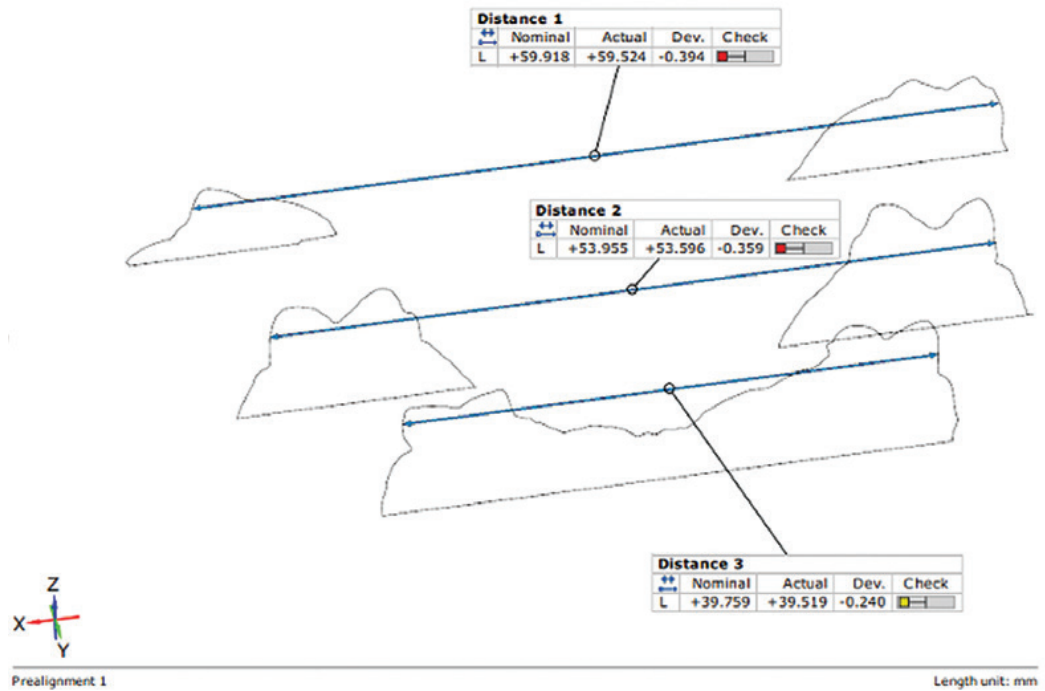 Distance 1
Nominal Actual Dev. Check
L +59.918 +59.524 -0.394
Distance 2
Nominal Actual Dev. Check
L +53.955 +53.596 -0.359
Distance 3
Nominal Actual Dev. Check
L +39.759 +39.519 -0.240
Z
X
Y
Prealignment 1 Length unit: mm